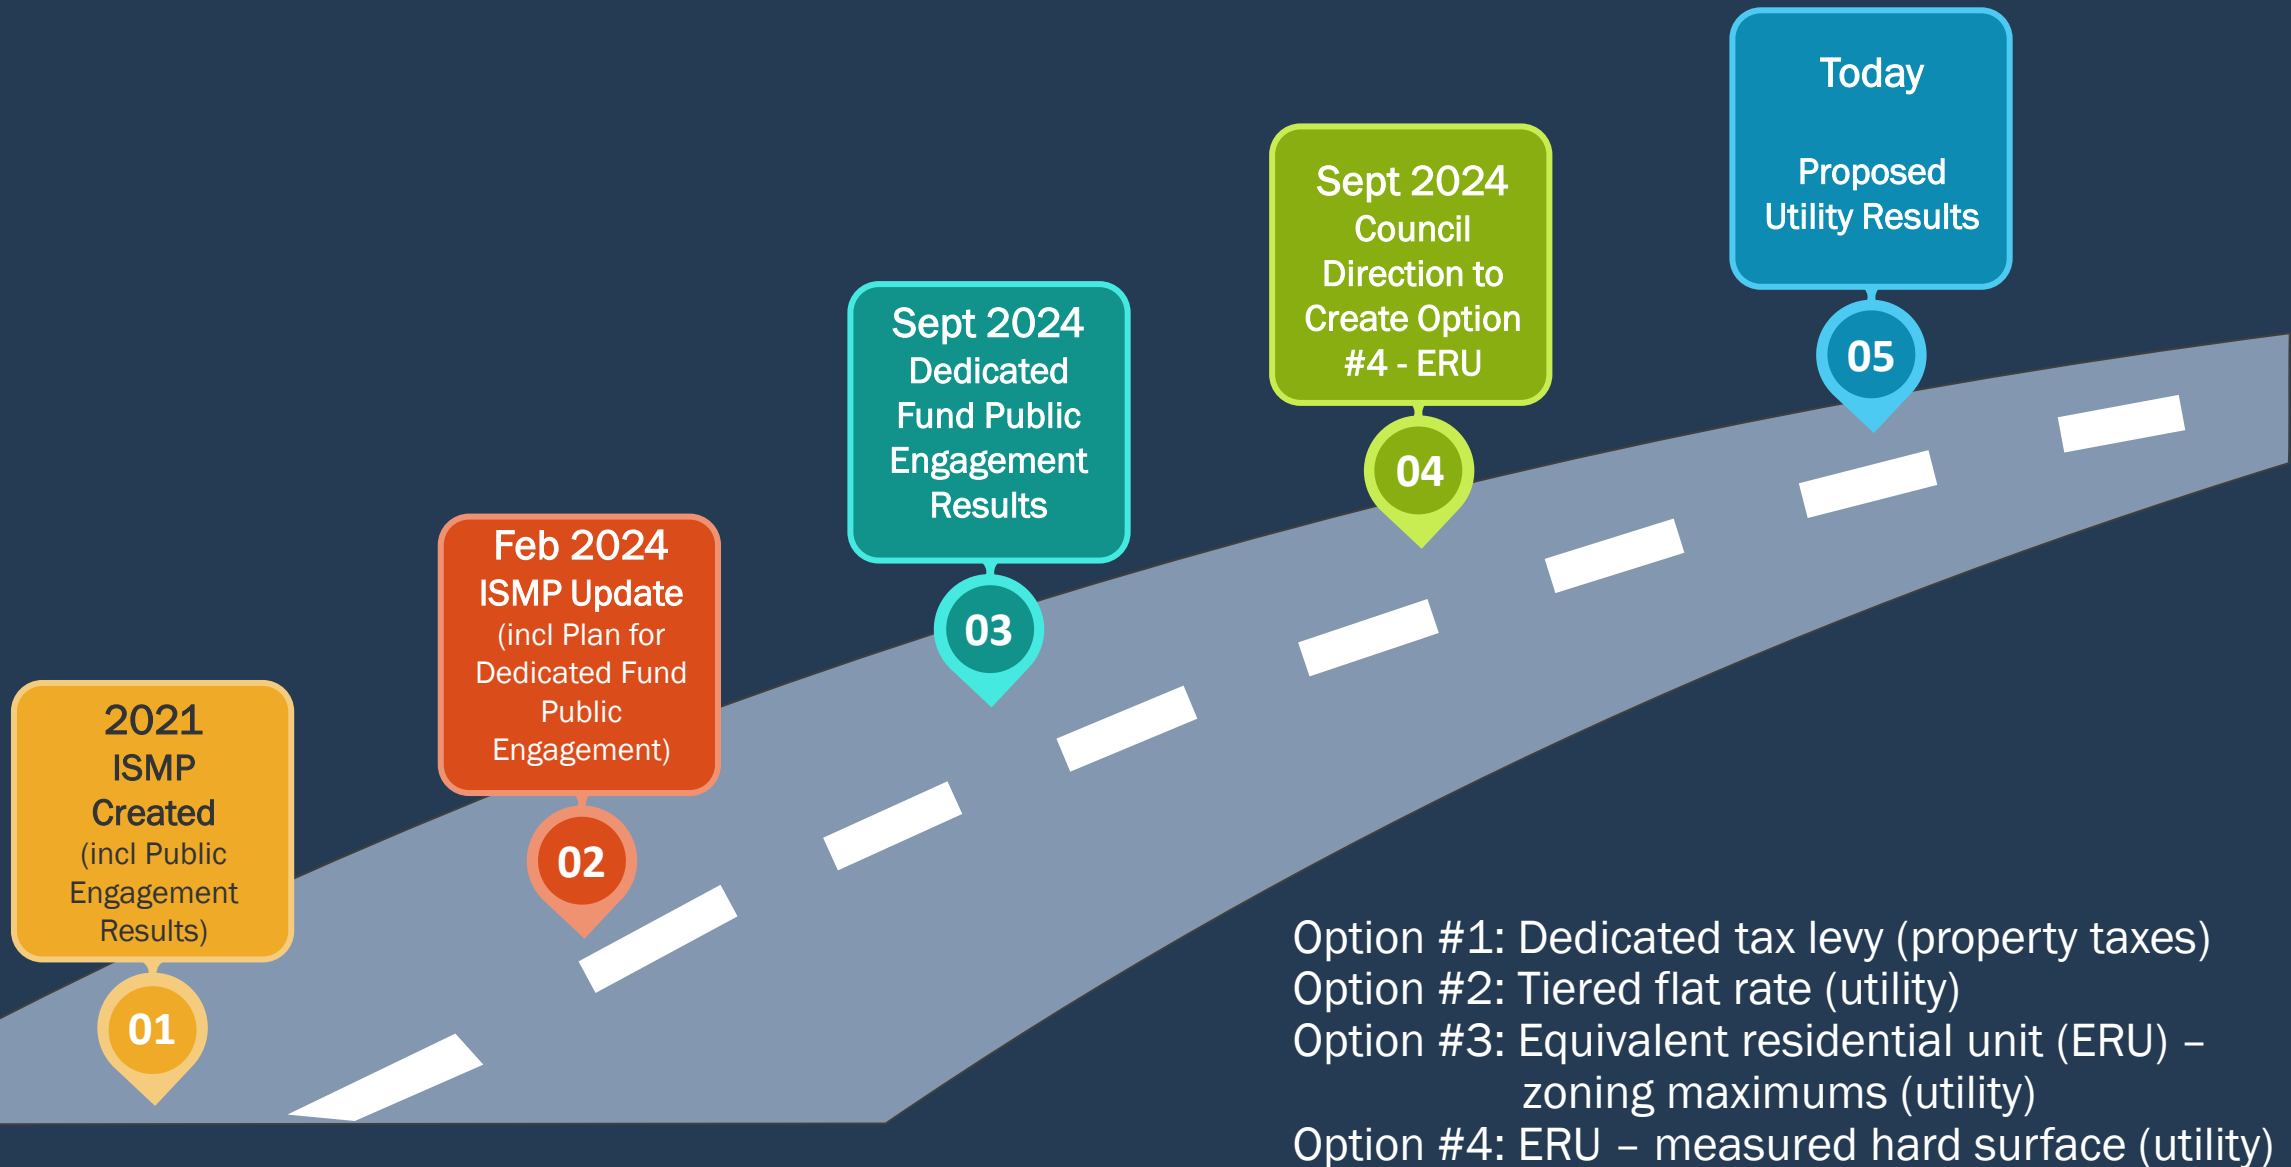 2021
ISMP
Created
(incl Public
Engagement
Results)
01
Feb 2024
ISMP Update
(incl Plan for
Dedicated Fund
Public
Engagement)
02
Sept 2024
Dedicated
Fund Public
Engagement
Results
03
Sept 2024
Council
Direction to
Create Option
#4 - ERU
04
Today
Proposed
Utility Results
05
Option #1: Dedicated tax levy (property taxes)
Option #2: Tiered flat rate (utility)
Option #3: Equivalent residential unit (ERU) –
zoning maximums (utility)
Option #4: ERU – measured hard surface (utility)